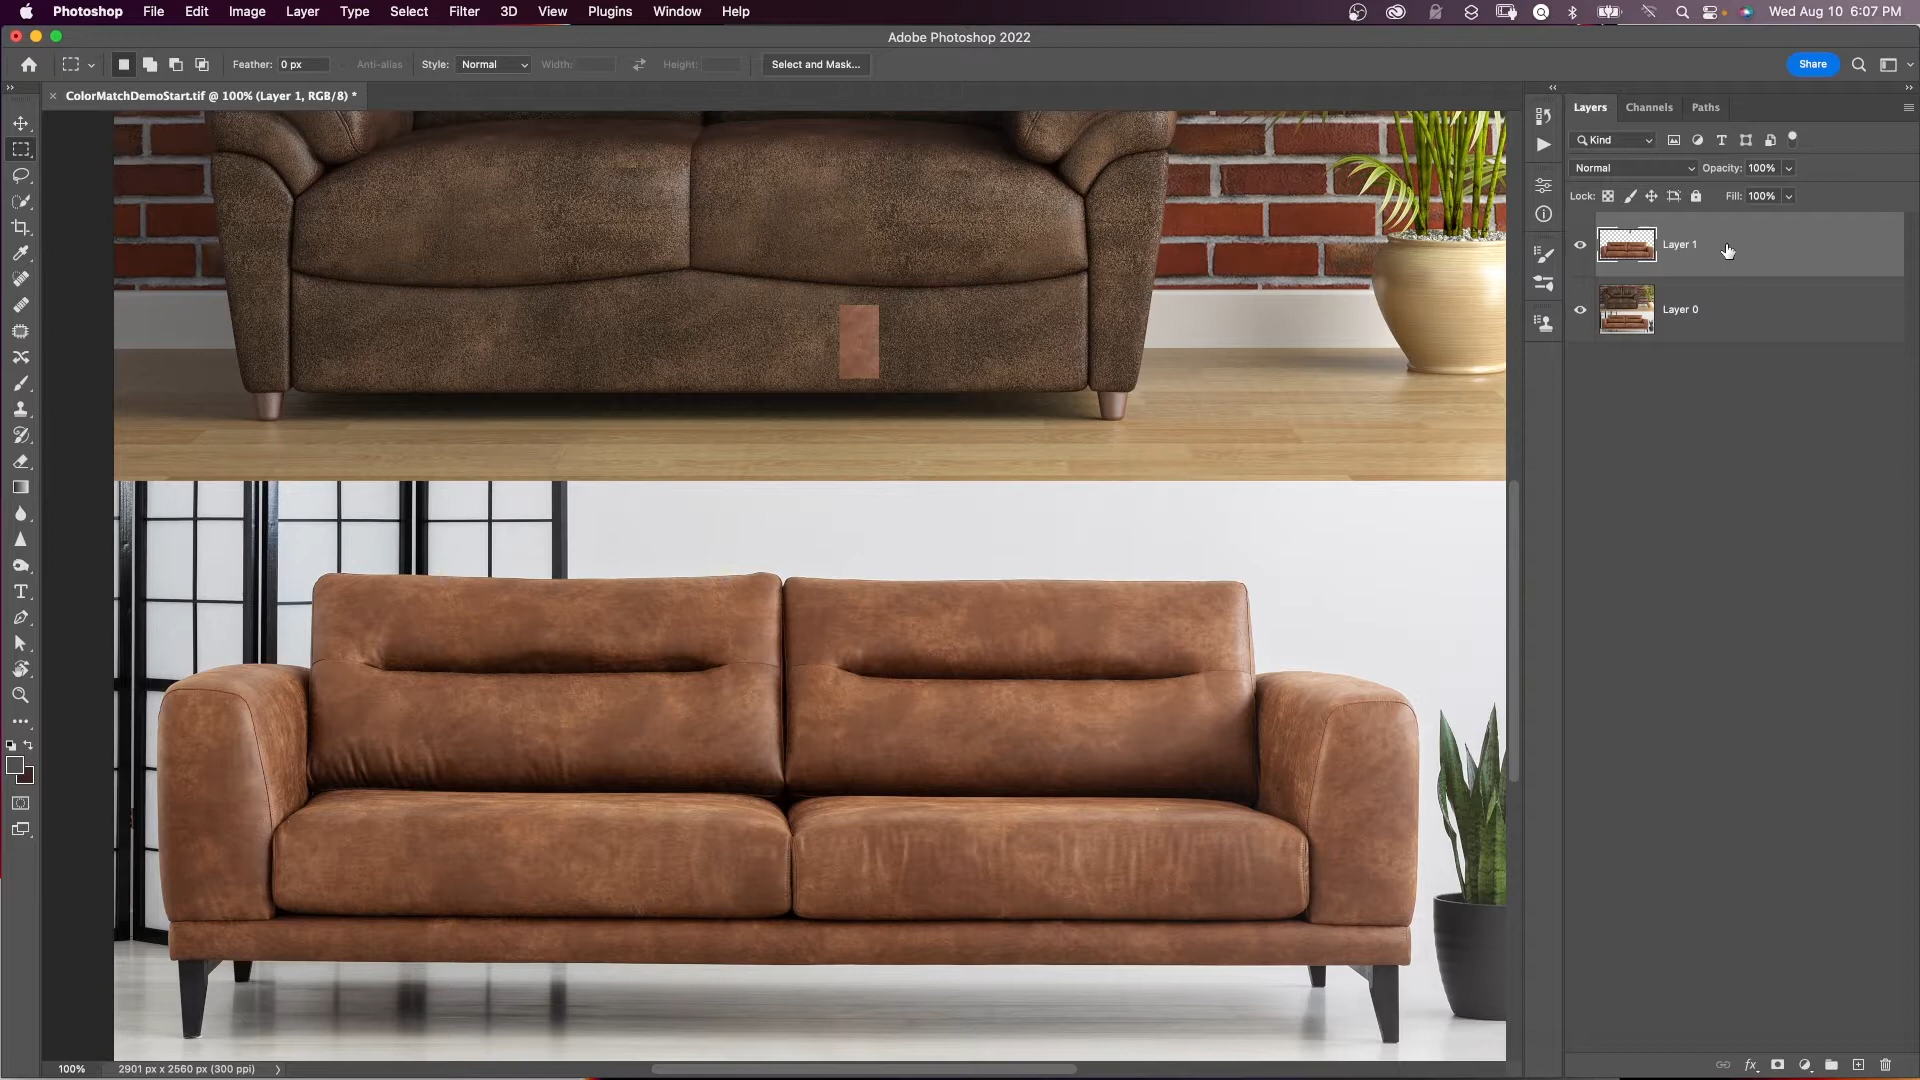 Photoshop File Edit Image Layer Type Select Filter 3D View Plugins Window Help Wed Aug 10 6:07 PM
Adobe Photoshop 2022
Feather: 0 px Anti-alias Style: Normal Width: Height: Select and Mask... Share
ColorMatchDemoStart.tif @ 100% (Layer 1, RGB/8) *
Layers Channels Paths
Kind
Normal Opacity: 100%
Lock: Fill: 100%
Layer 1
Layer 0
100% 2901 px x 2560 px (300 ppi)